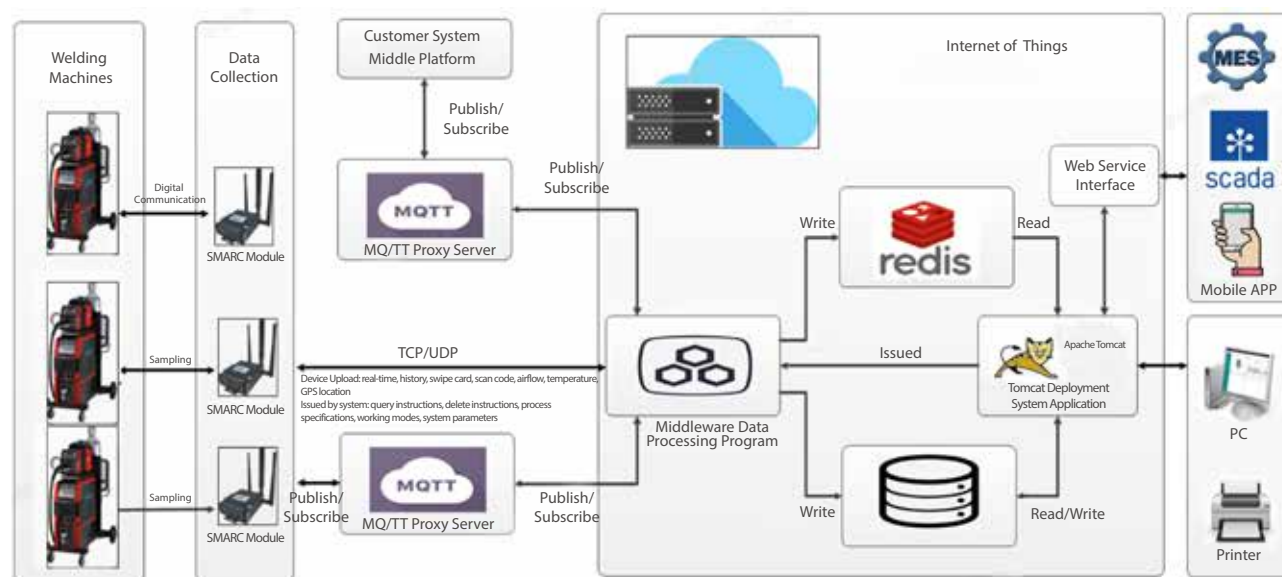 Welding
Machines
Digital
Communication
Sampling
Sampling
Data
Collection
SMARC Module
SMARC Module
SMARC Module
Customer System
Middle Platform
Publish/
Subscribe
MQTT
MQ/TT Proxy Server
Publish/
Subscribe
TCP/UDP
Device Upload: real-time, history, swipe card, scan code, airflow, temperature,
GPS location
Issued by system: query instructions, delete instructions, process
specifications, working modes, system parameters
Publish/
Subscribe
MQTT
MQ/TT Proxy Server
Publish/
Subscribe
Internet of Things
Write
redis
Read
Web Service
Interface
Middleware Data
Processing Program
Issued
Apache Tomcat
Tomcat Deployment
System Application
Write
Read/Write
MES
scada
Mobile APP
PC
Printer